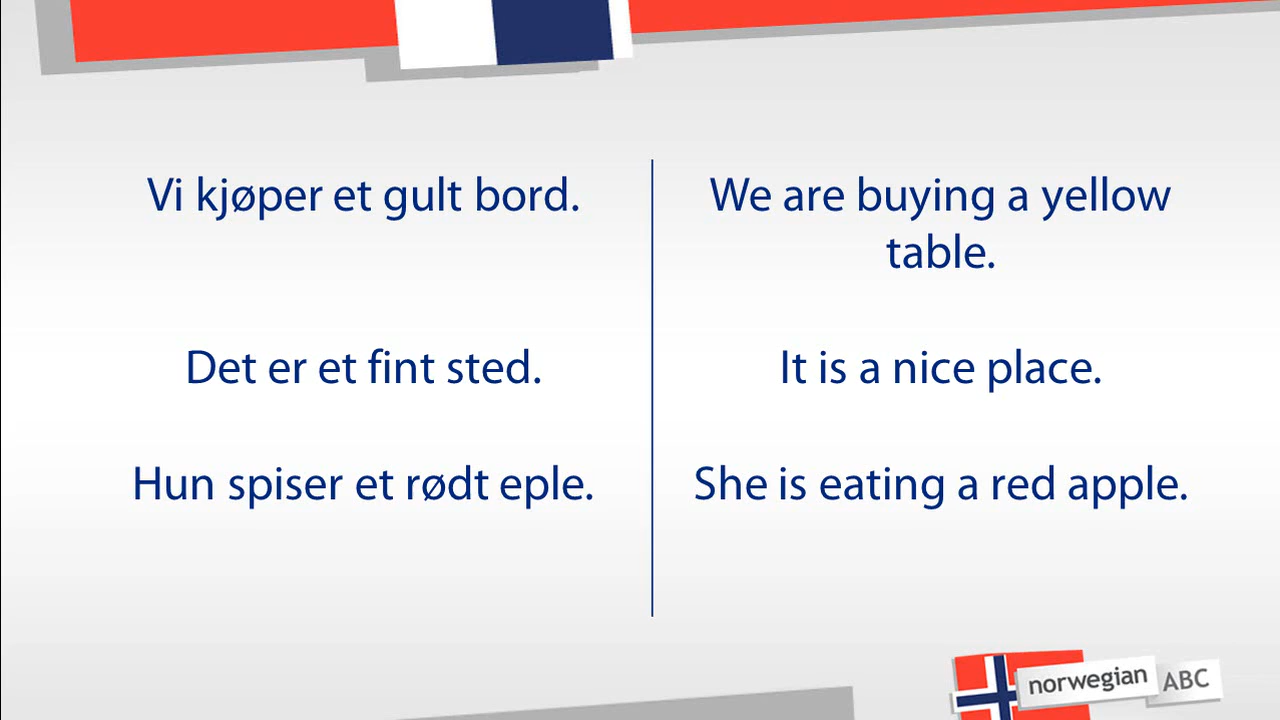 Vi kjøper et gult bord.
We are buying a yellow
table.
Det er et fint sted.
It is a nice place.
Hun spiser et rødt eple.
She is eating a red apple.
norwegian ABC